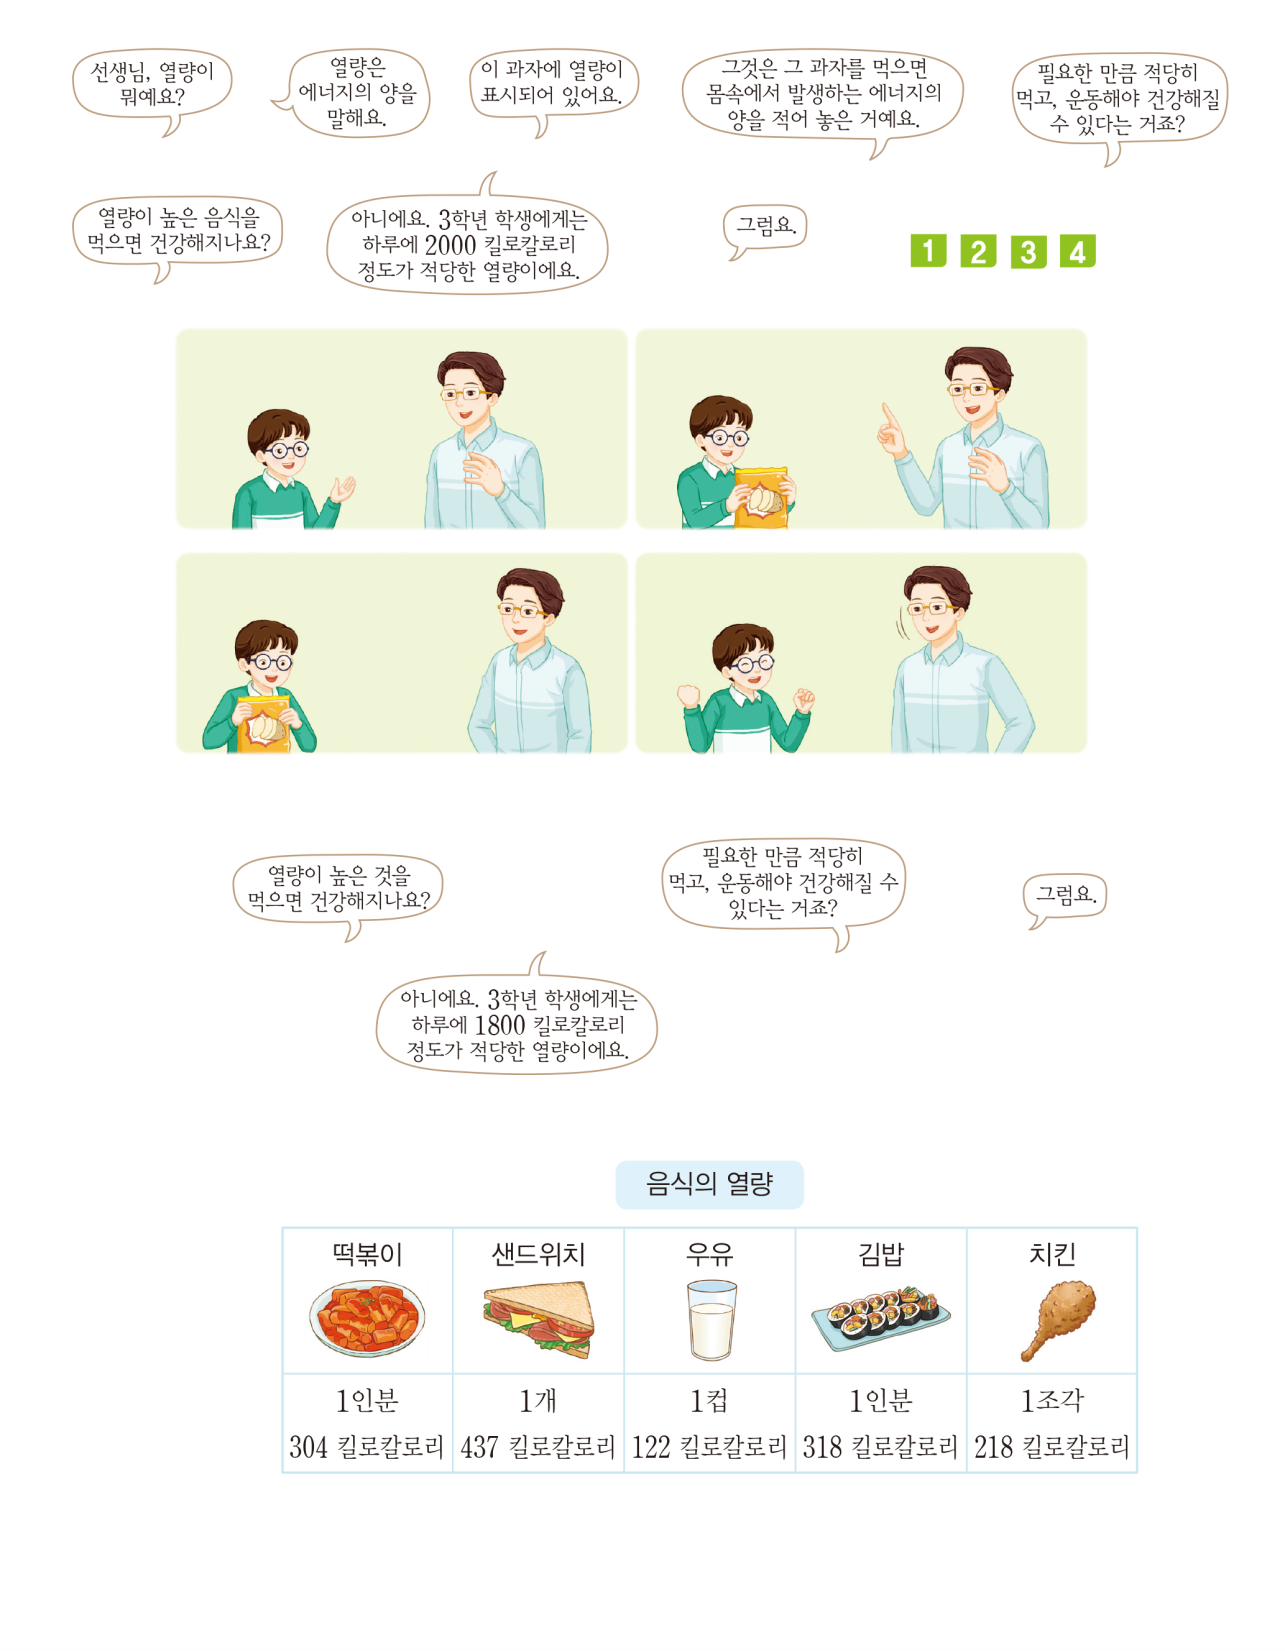 선생님, 열량이
뭐예요?
열량은
에너지의 양을
말해요.
이 과자에 열량이
표시되어 있어요.
그것은 그 과자를 먹으면
몸속에서 발생하는 에너지의
양을 적어 놓은 거예요.
필요한 만큼 적당히
먹고, 운동해야 건강해질
수 있다는 거죠?
열량이 높은 음식을
먹으면 건강해지나요?
아니에요. 3학년 학생에게는
하루에 2000 킬로칼로리
정도가 적당한 열량이에요.
그럼요.
1 2 3 4
열량이 높은 것을
먹으면 건강해지나요?
필요한 만큼 적당히
먹고, 운동해야 건강해질 수
있다는 거죠?
그럼요.
아니에요. 3학년 학생에게는
하루에 1800 킬로칼로리
정도가 적당한 열량이에요.
음식의 열량
떡볶이 샌드위치 우유 김밥 치킨
1인분 1개 1컵 1인분 1조각
304 킬로칼로리 437 킬로칼로리 122 킬로칼로리 318 킬로칼로리 218 킬로칼로리